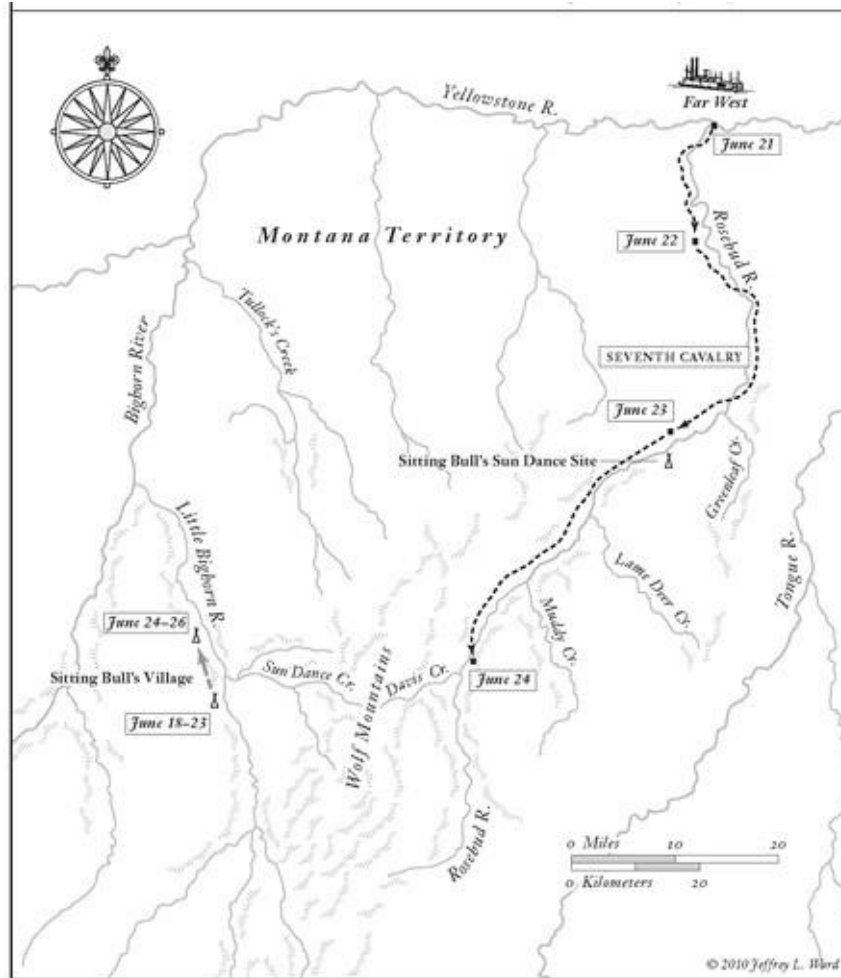 Far West
Yellowstone R.
June 21
Montana Territory
June 22
Rosebud R.
Tullock's Creek
Bighorn River
SEVENTH CAVALRY
June 23
Sitting Bull's Sun Dance Site
Greenleaf Cr.
Little Bighorn R.
Tongue R.
Lame Deer Cr.
Muddy Cr.
June 24–26
Sitting Bull's Village
Sun Dance Cr.
Davis Cr.
June 24
June 18–23
Wolf Mountains
Rosebud R.
0 Miles 10 20
0 Kilometers 20
© 2010 Jeffrey L. Ward